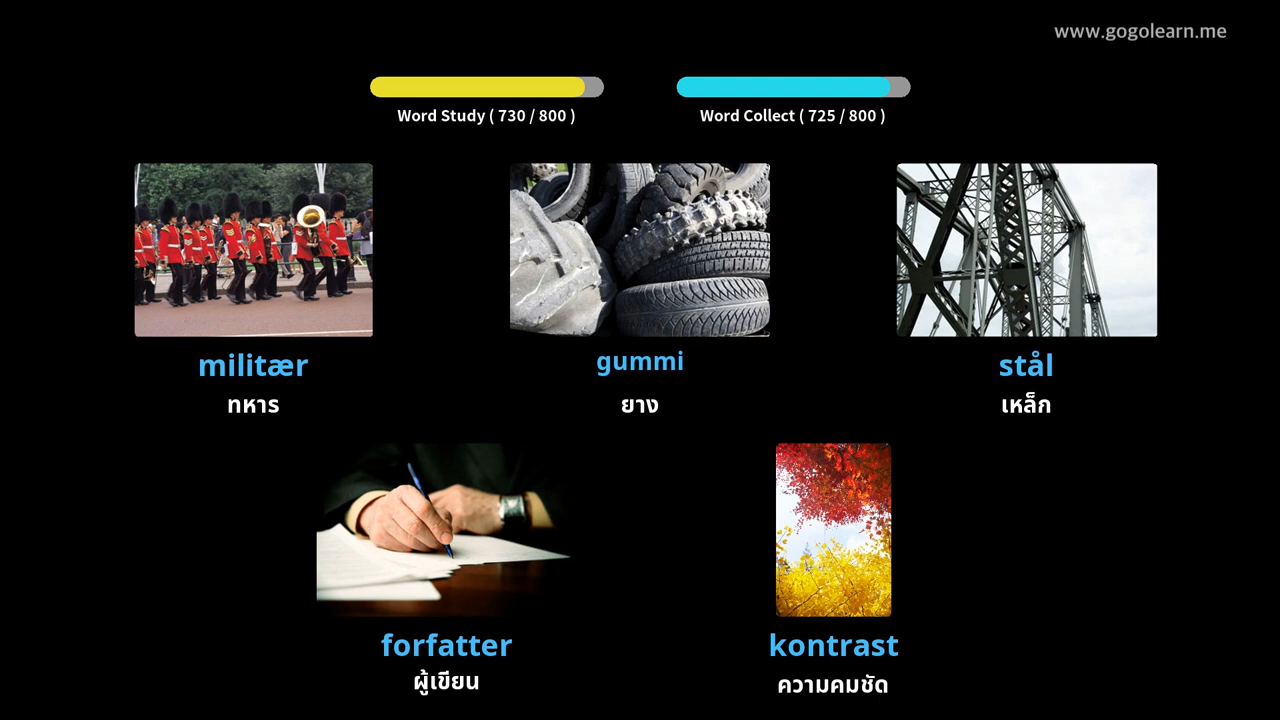 www.gogolearn.me
Word Study ( 730 / 800 )
Word Collect ( 725 / 800 )
militær
gummi
stål
ทหาร
ยาง
เหล็ก
forfatter
kontrast
ผู้เขียน
ความคมชัด